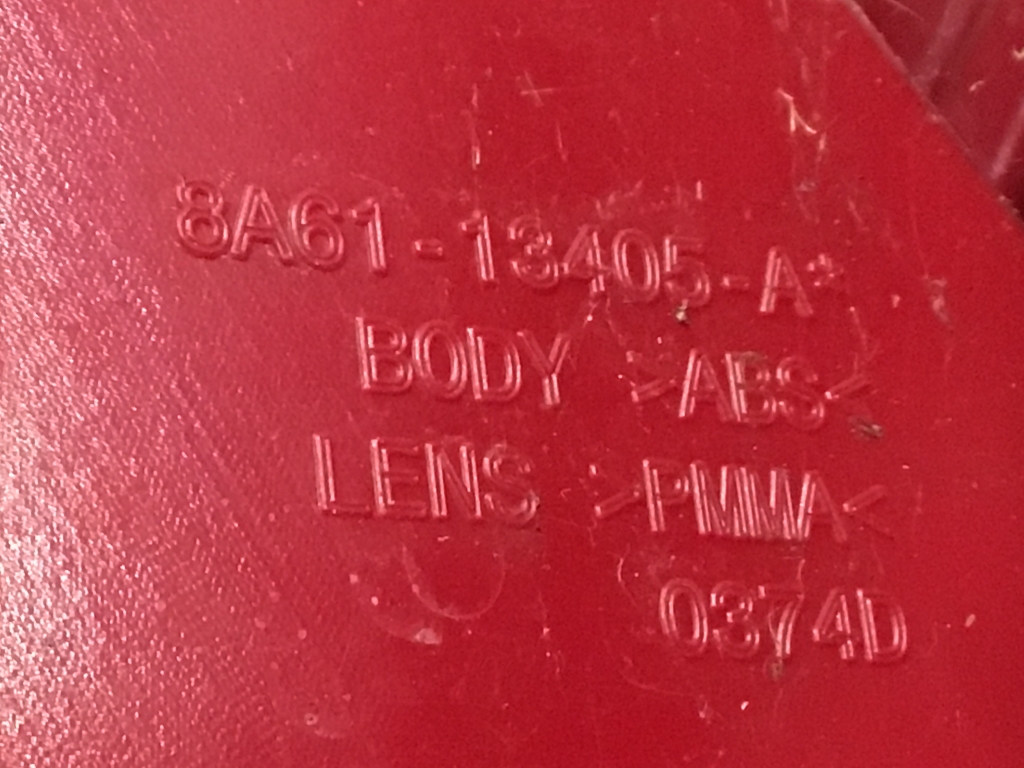 8A61-13405-A*
BODY >ABS<
LENS >PMMA<
0374D